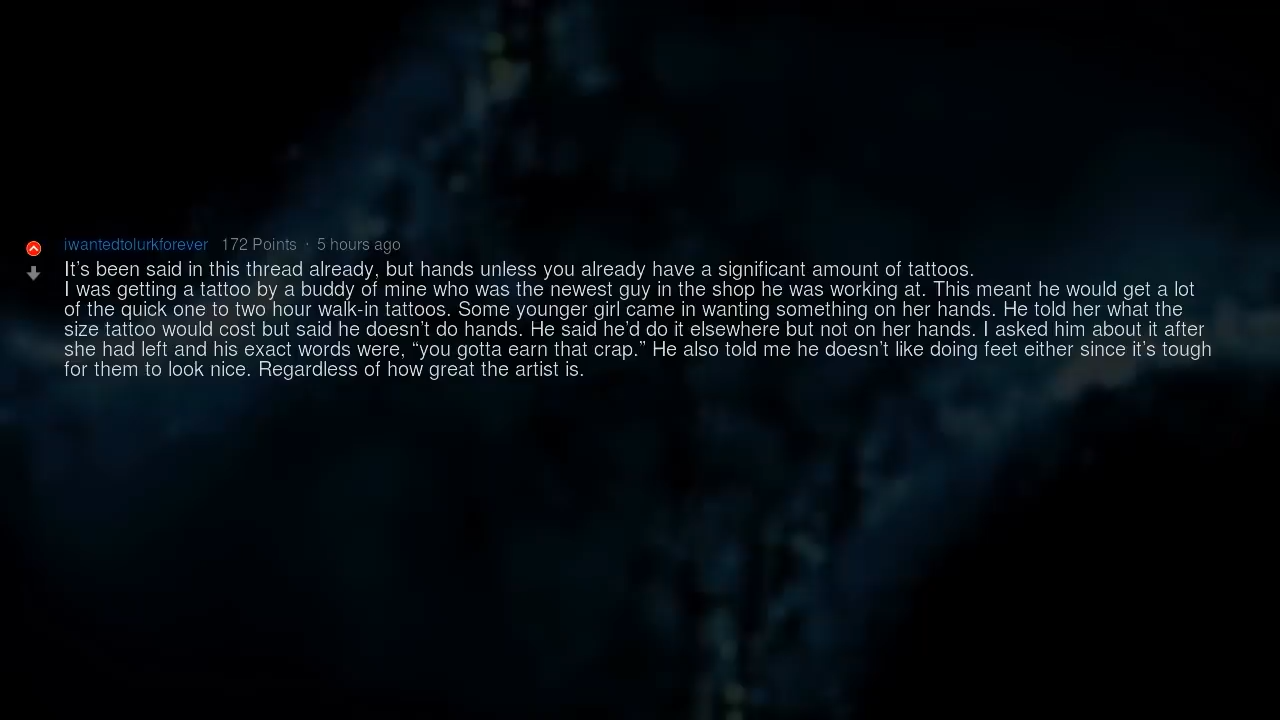 iwantedtolurkforever 172 Points · 5 hours ago
It's been said in this thread already, but hands unless you already have a significant amount of tattoos.
I was getting a tattoo by a buddy of mine who was the newest guy in the shop he was working at. This meant he would get a lot
of the quick one to two hour walk-in tattoos. Some younger girl came in wanting something on her hands. He told her what the
size tattoo would cost but said he doesn't do hands. He said he'd do it elsewhere but not on her hands. I asked him about it after
she had left and his exact words were, “you gotta earn that crap.” He also told me he doesn't like doing feet either since it's tough
for them to look nice. Regardless of how great the artist is.